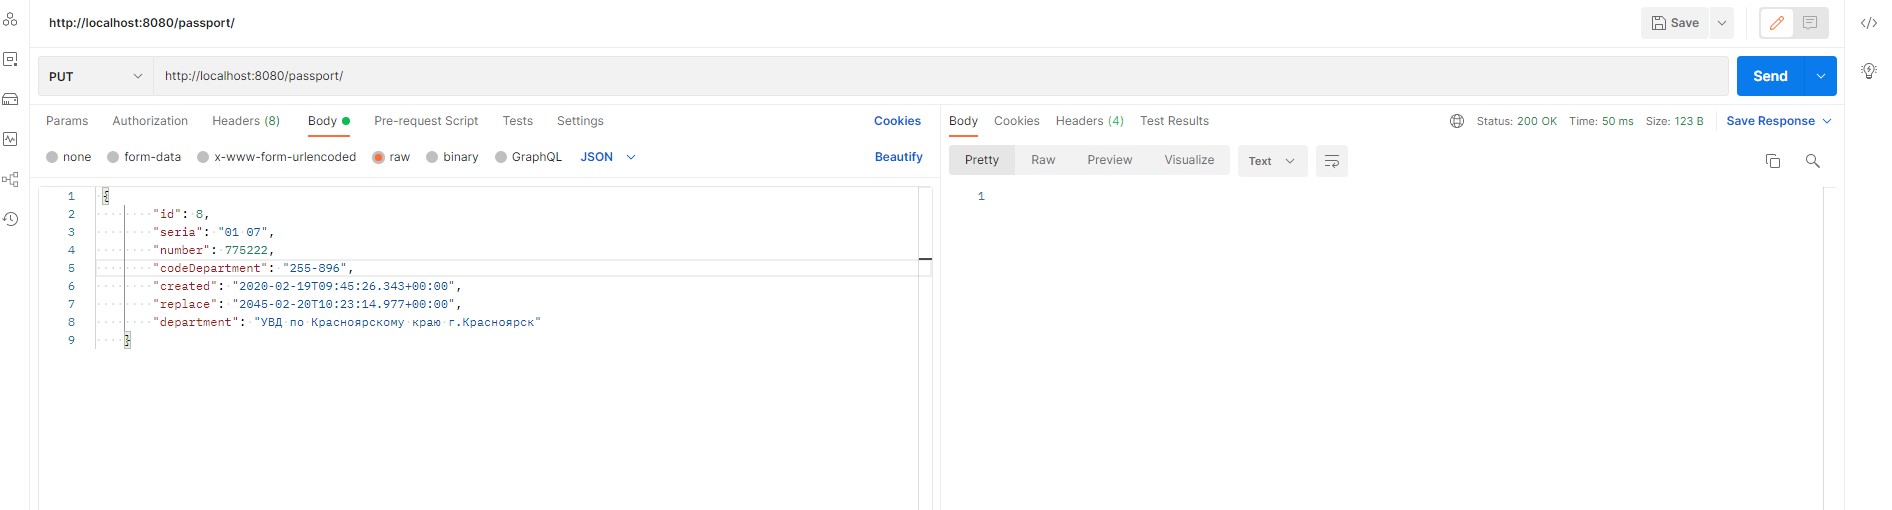 http://localhost:8080/passport/
Save
PUT
http://localhost:8080/passport/
Send
Params Authorization Headers (8) Body Pre-request Script Tests Settings Cookies
none form-data x-www-form-urlencoded raw binary GraphQL JSON Beautify
1 {
2 "id": 8,
3 "seria": "01 07",
4 "number": 775222,
5 "codeDepartment": "255-896",
6 "created": "2020-02-19T09:45:26.343+00:00",
7 "replace": "2045-02-20T10:23:14.977+00:00",
8 "department": "УВД по Красноярскому краю г.Красноярск"
9 }
Body Cookies Headers (4) Test Results Status: 200 OK Time: 50 ms Size: 123 B Save Response
Pretty Raw Preview Visualize Text
1